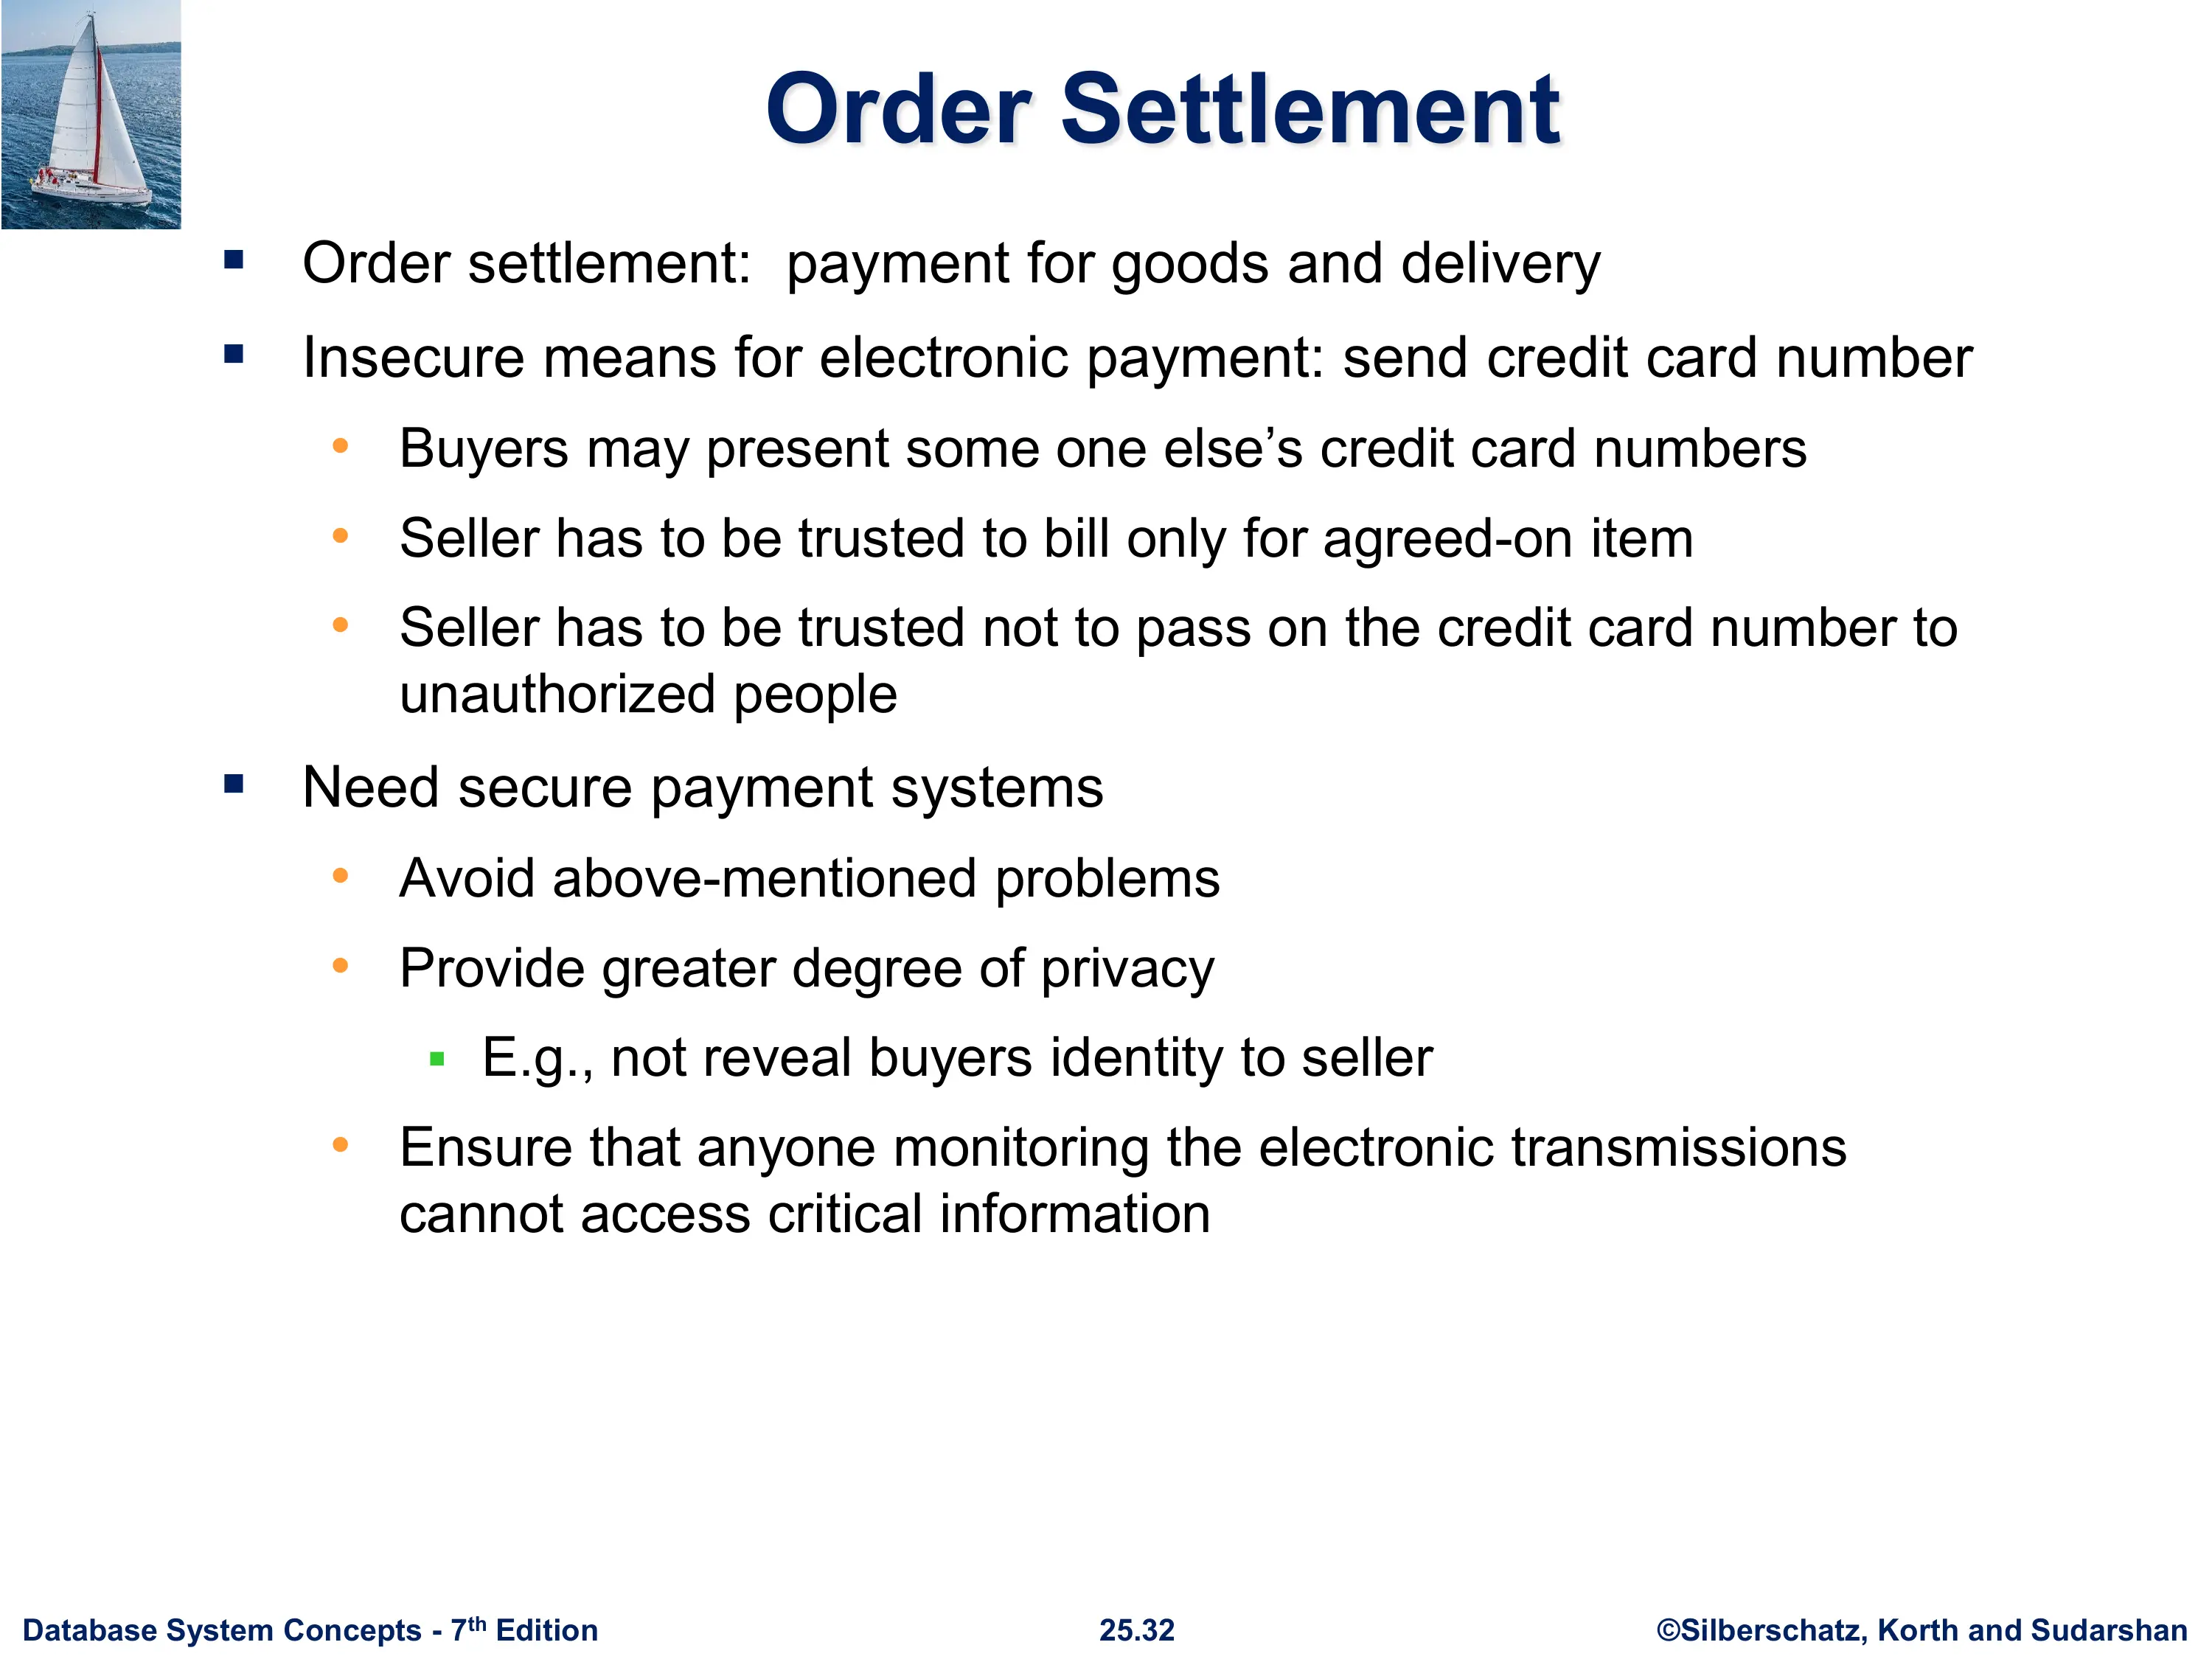 Order Settlement
Order settlement:  payment for goods and delivery
Insecure means for electronic payment: send credit card number
Buyers may present some one else’s credit card numbers
Seller has to be trusted to bill only for agreed-on item
Seller has to be trusted not to pass on the credit card number to
unauthorized people
Need secure payment systems
Avoid above-mentioned problems
Provide greater degree of privacy
E.g., not reveal buyers identity to seller
Ensure that anyone monitoring the electronic transmissions
cannot access critical information
Database System Concepts - 7th Edition
25.32
©Silberschatz, Korth and Sudarshan